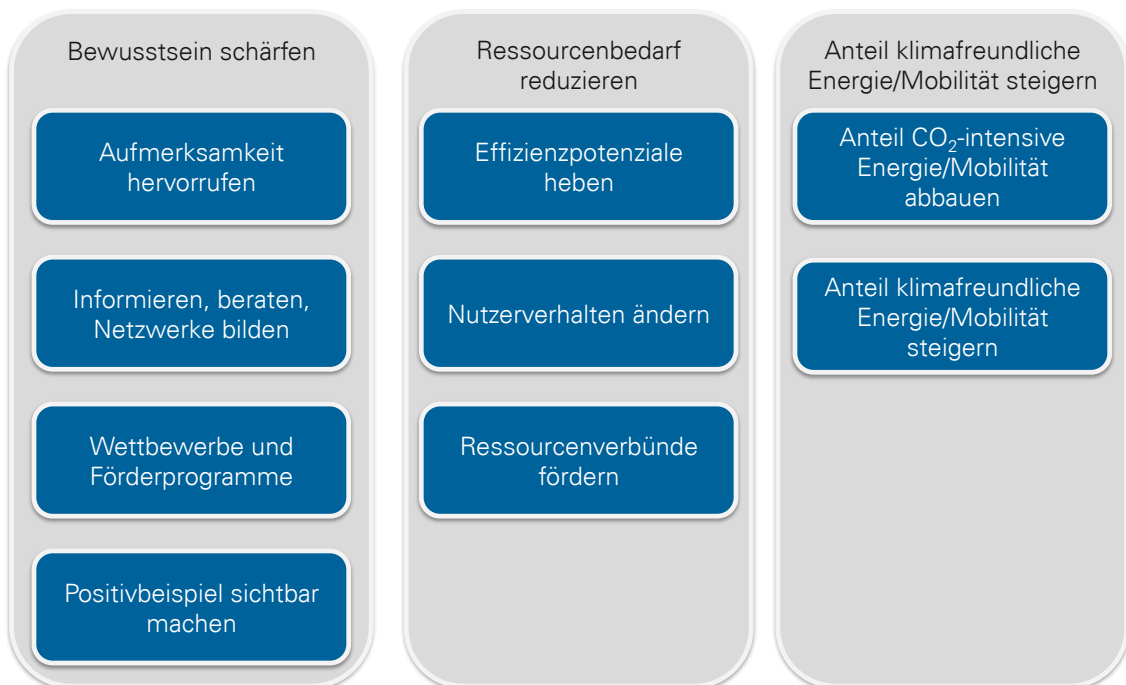 Bewusstsein schärfen
Aufmerksamkeit
hervorrufen
Informieren, beraten,
Netzwerke bilden
Wettbewerbe und
Förderprogramme
Positivbeispiel sichtbar
machen
Ressourcenbedarf
reduzieren
Effizienzpotenziale
heben
Nutzerverhalten ändern
Ressourcenverbünde
fördern
Anteil klimafreundliche
Energie/Mobilität steigern
Anteil CO₂-intensive
Energie/Mobilität
abbauen
Anteil klimafreundliche
Energie/Mobilität
steigern